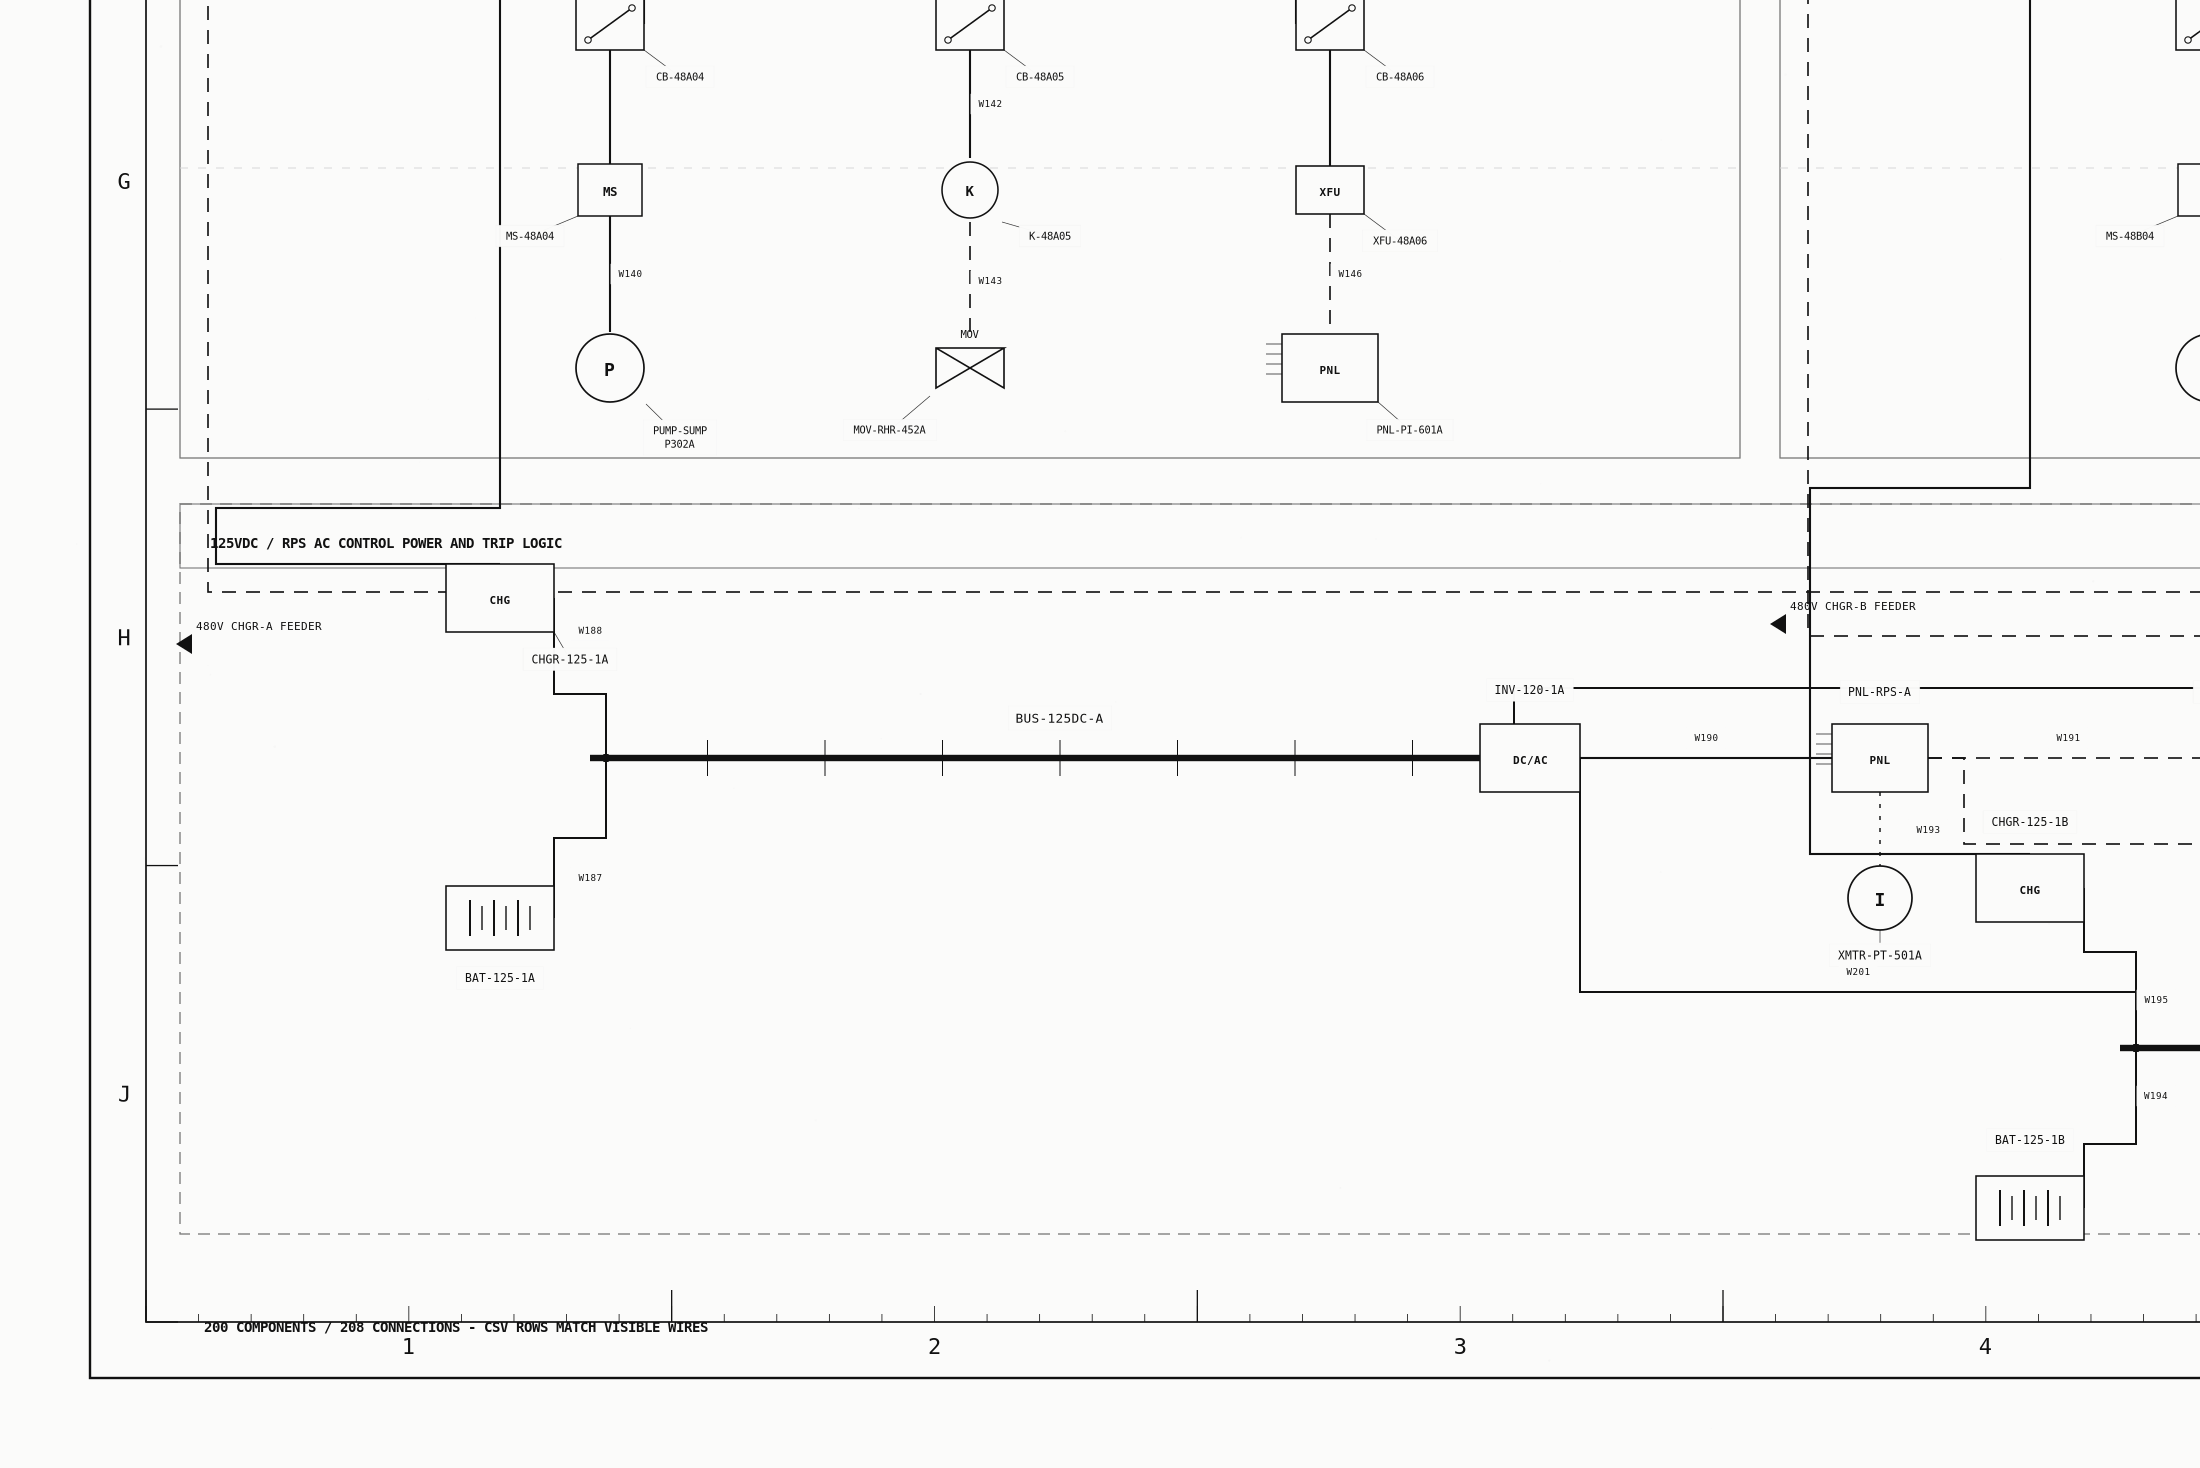 CB-48A04
CB-48A05
CB-48A06
W142
G
MS
K
XFU
MS-48A04
K-48A05
XFU-48A06
MS-48B04
W140
W143
W146
MOV
P
PNL
PUMP-SUMP
P302A
MOV-RHR-452A
PNL-PI-601A
125VDC / RPS AC CONTROL POWER AND TRIP LOGIC
CHG
480V CHGR-B FEEDER
480V CHGR-A FEEDER
W188
H
CHGR-125-1A
INV-120-1A
PNL-RPS-A
BUS-125DC-A
W190
W191
DC/AC
PNL
CHGR-125-1B
W193
W187
CHG
I
XMTR-PT-501A
W201
BAT-125-1A
W195
J
W194
BAT-125-1B
200 COMPONENTS / 208 CONNECTIONS - CSV ROWS MATCH VISIBLE WIRES
1
2
3
4